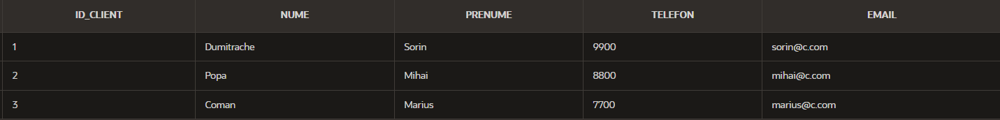 ID_CLIENT NUME PRENUME TELEFON EMAIL
1 Dumitrache Sorin 9900 sorin@c.com
2 Popa Mihai 8800 mihai@c.com
3 Coman Marius 7700 marius@c.com